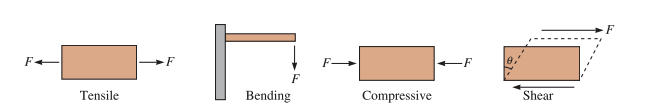 F F
Tensile
F
Bending
F F
Compressive
F
θ
Shear